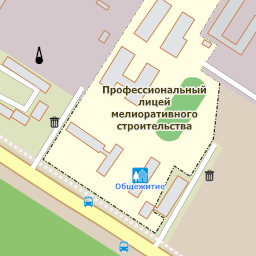 Профессиональный
лицей
мелиоративного
строительства
Общежитие